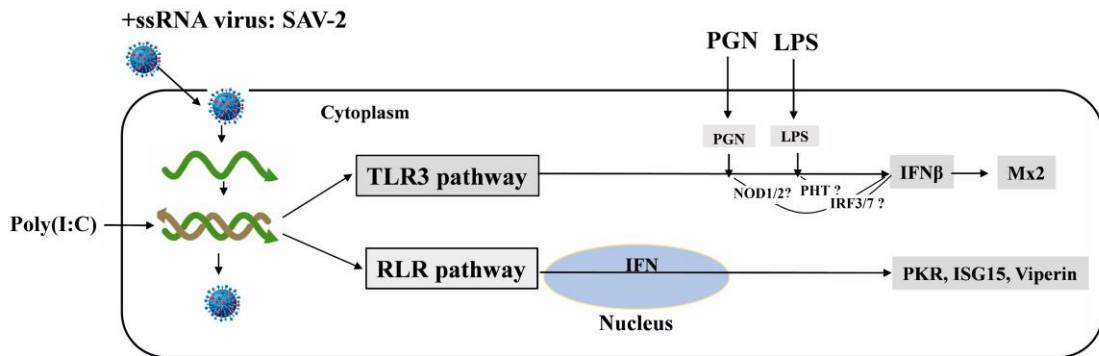 +ssRNA virus: SAV-2
PGN LPS
Cytoplasm
PGN LPS
TLR3 pathway
IFNβ
Mx2
NOD1/2?
PHT ?
IRF3/7 ?
Poly(I:C)
RLR pathway
IFN
PKR, ISG15, Viperin
Nucleus